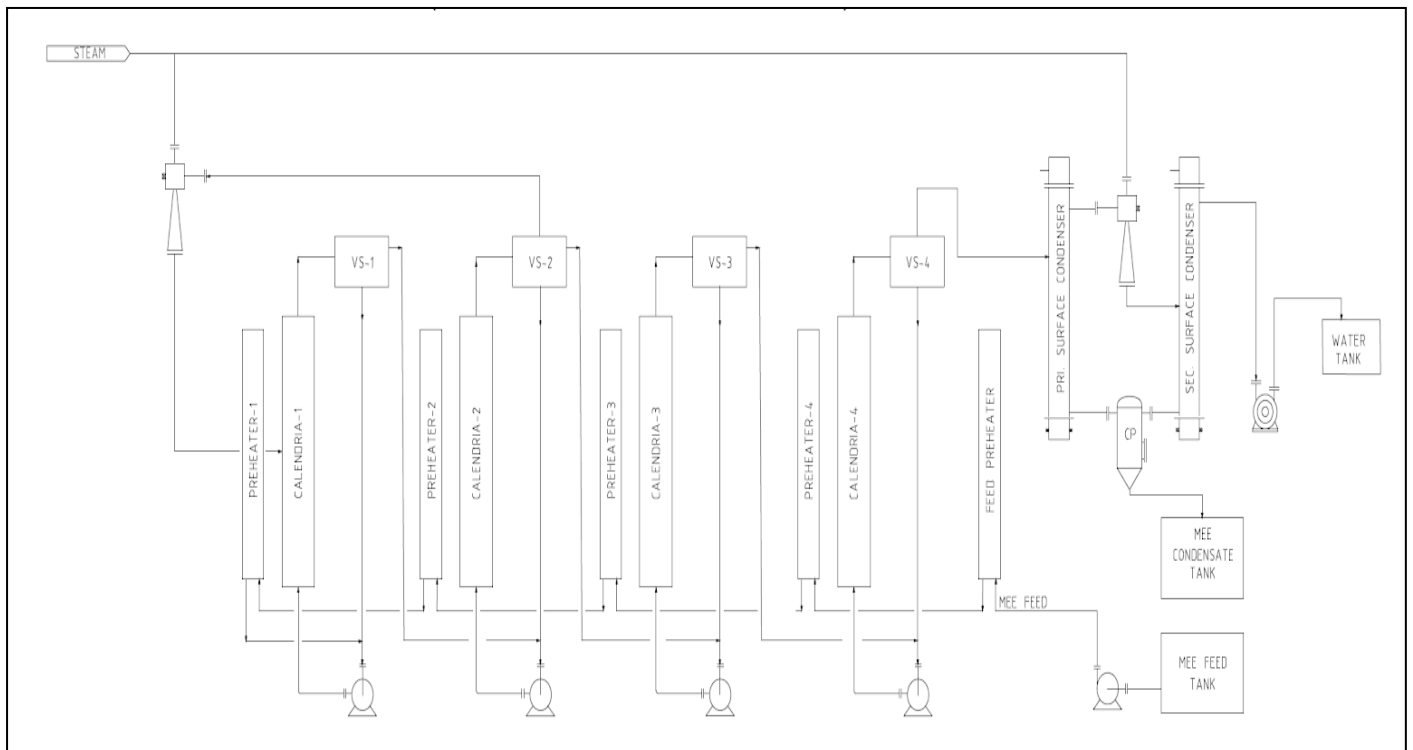 STEAM
VS-1
VS-2
VS-3
VS-4
PREHEATER-1
CALENDRIA-1
PREHEATER-2
CALENDRIA-2
PREHEATER-3
CALENDRIA-3
PREHEATER-4
CALENDRIA-4
FEED PREHEATER
PRI. SURFACE CONDENSER
SEC. SURFACE CONDENSER
WATER
TANK
CP
MEE
CONDENSATE
TANK
MEE FEED
MEE FEED
TANK